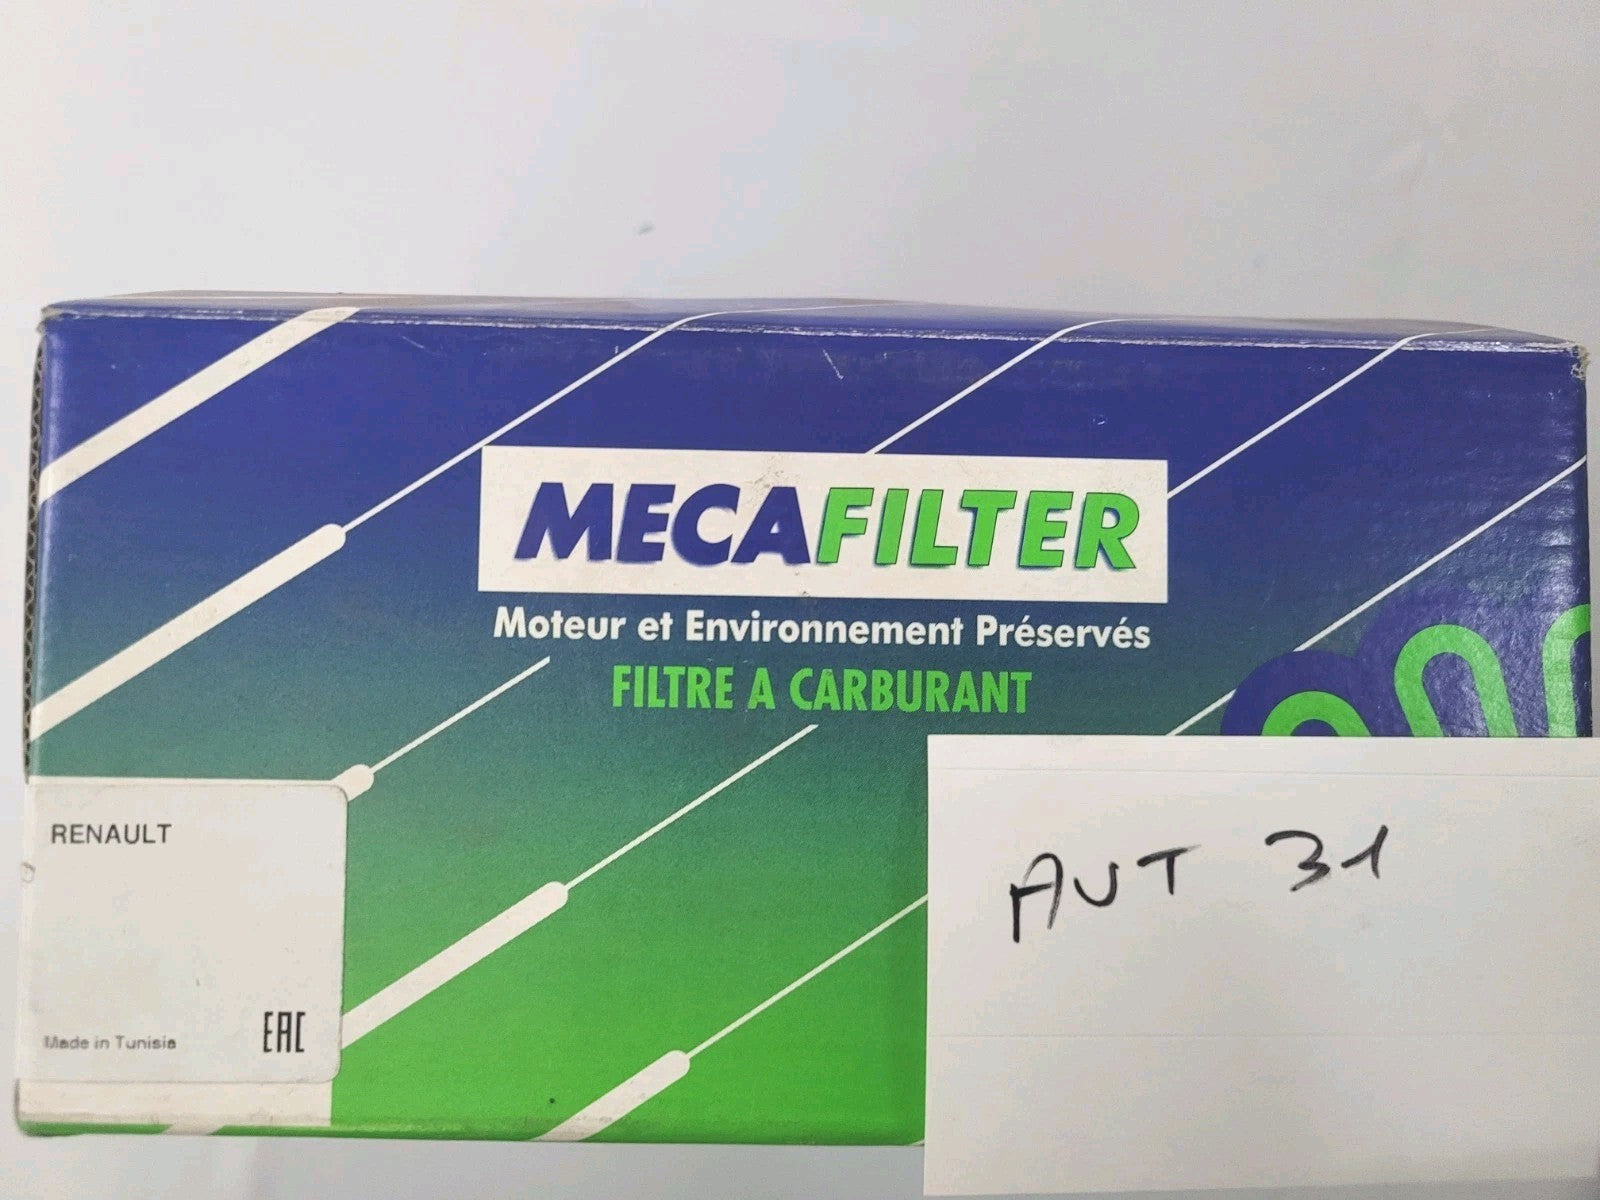 MECAFILTER
Moteur et Environnement Préservés
FILTRE A CARBURANT
RENAULT
Made in Tunisia
EAC
AUT 31